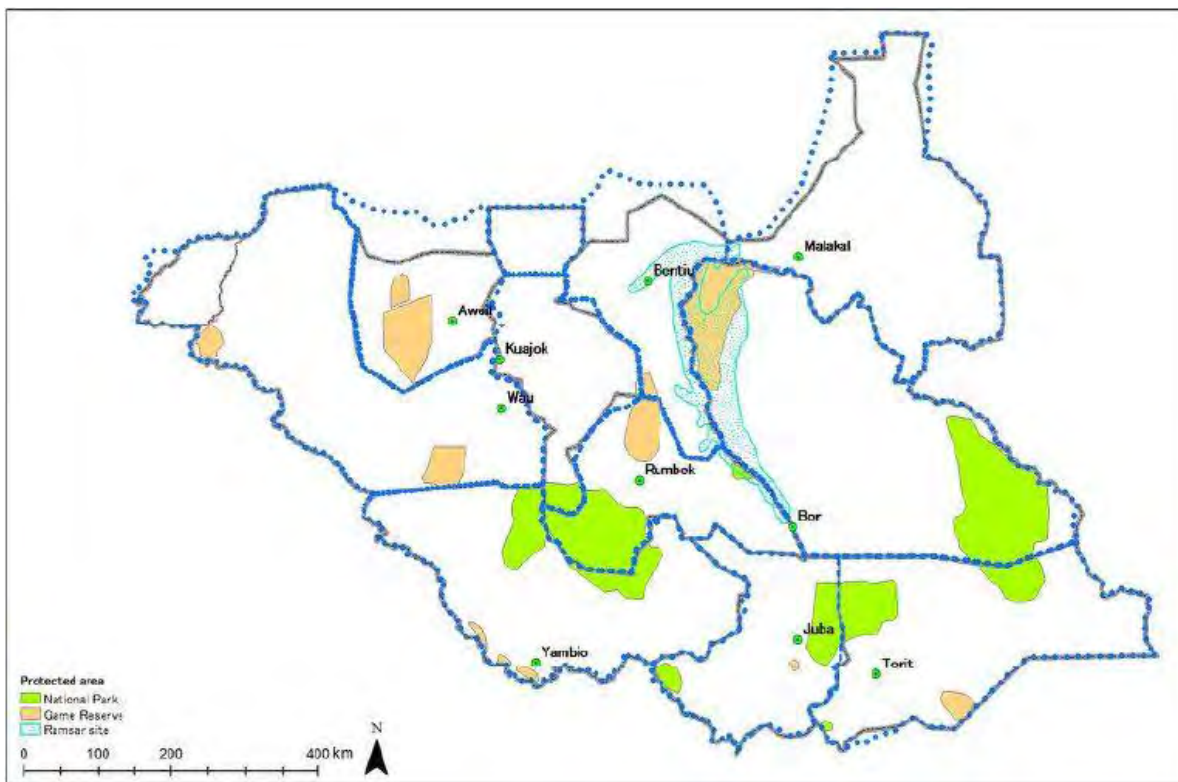 Malakal
Bentiu
Aweil
Kuajok
Wau
Rumbek
Bor
Juba
Yambio
Torit
Protected area
National Park
Game Reserve
Ramsar site
N
0 100 200 400 km